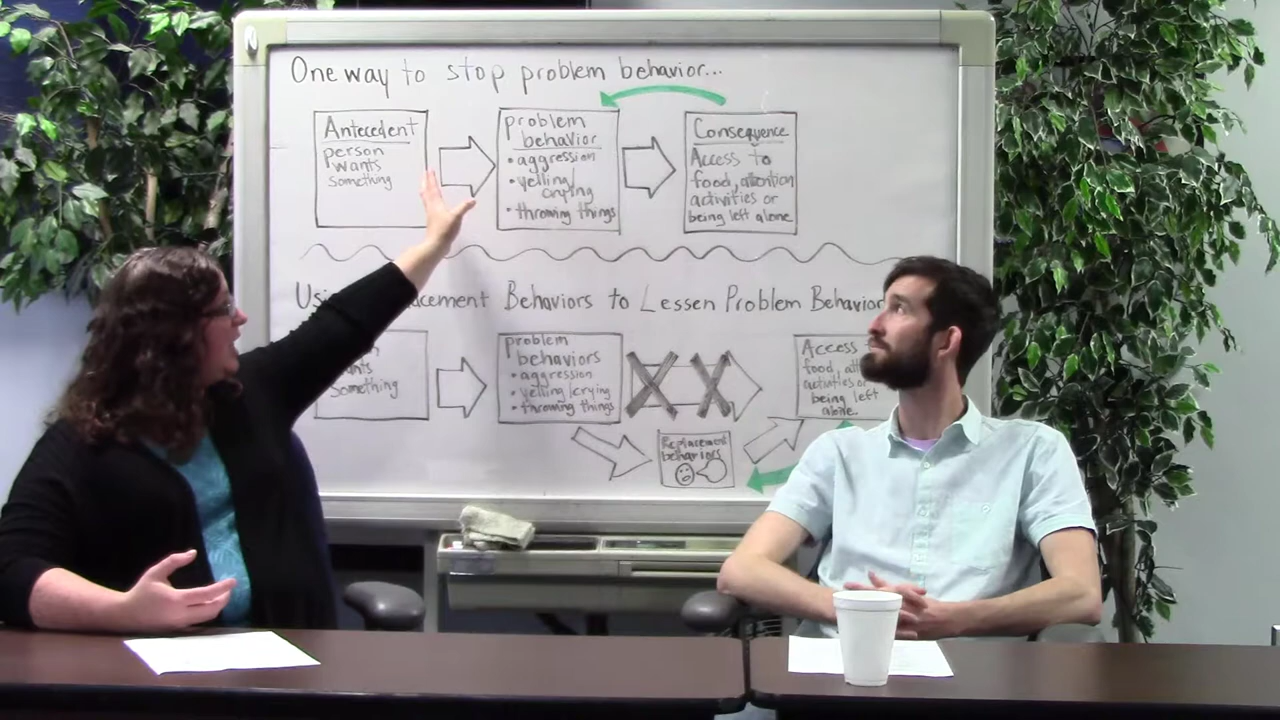 One way to stop problem behavior...
Antecedent
person
wants
something
problem
behavior
• aggression
• yelling/
crying
• throwing things
Consequence
Access to
food, attention
activities or
being left alone
Behaviors to Lessen Problem Behavior
something
problem
behaviors
• aggression
• yelling/crying
• throwing things
Access
food,
activities or
being left
alone.
Replacement
behaviors